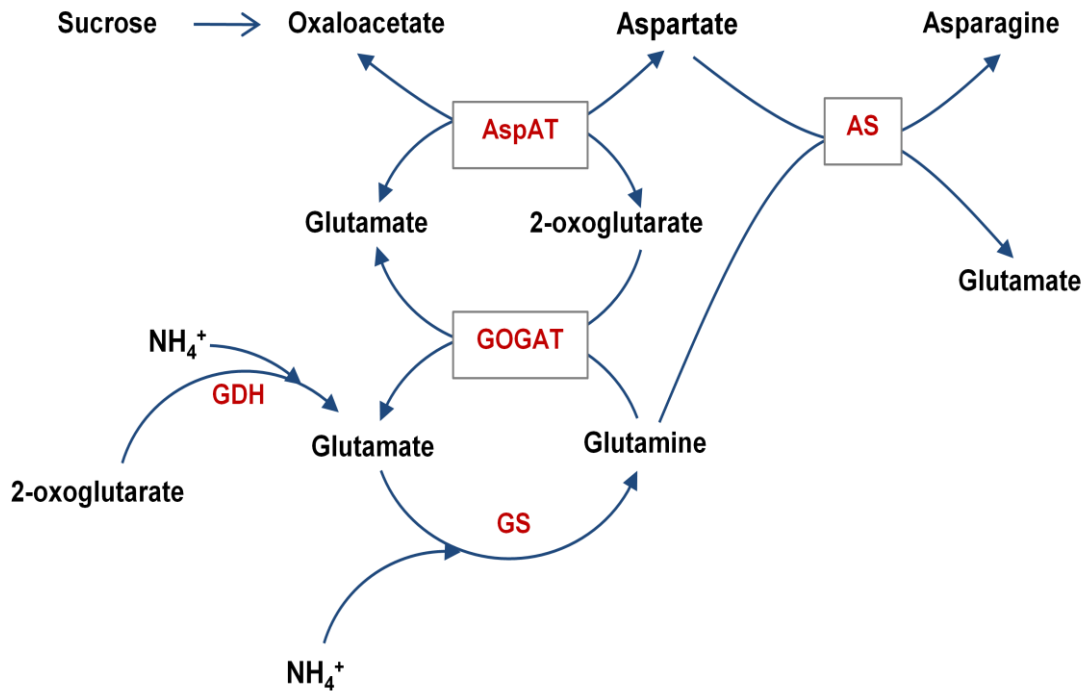 Sucrose
Oxaloacetate
Aspartate
Asparagine
AspAT
AS
Glutamate
2-oxoglutarate
Glutamate
NH₄⁺
GOGAT
GDH
Glutamate
Glutamine
2-oxoglutarate
GS
NH₄⁺